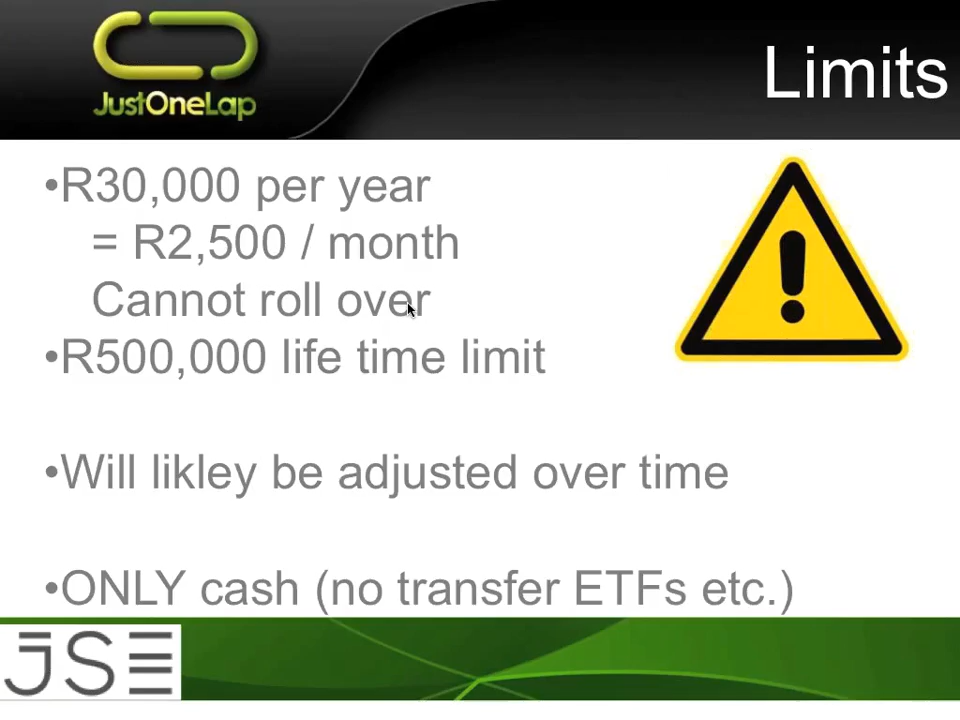 JustOneLap
Limits
•R30,000 per year
= R2,500 / month
Cannot roll over
•R500,000 life time limit
•Will likley be adjusted over time
•ONLY cash (no transfer ETFs etc.)
JSE